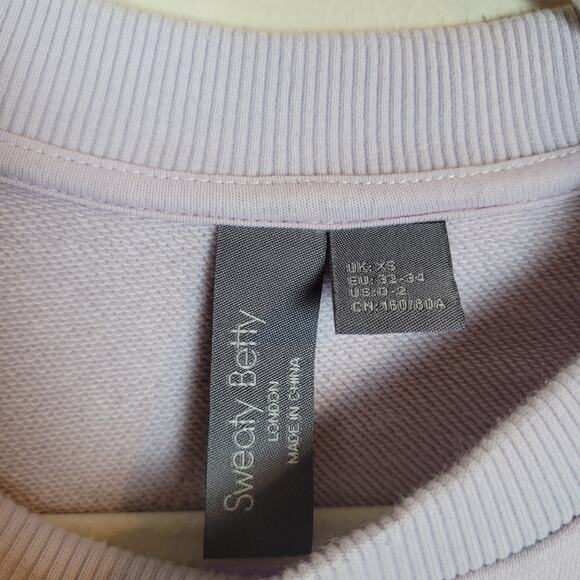 Sweaty Betty
LONDON
MADE IN CHINA
UK: XS
EU: 32-34
US: 0-2
CN: 160/80A